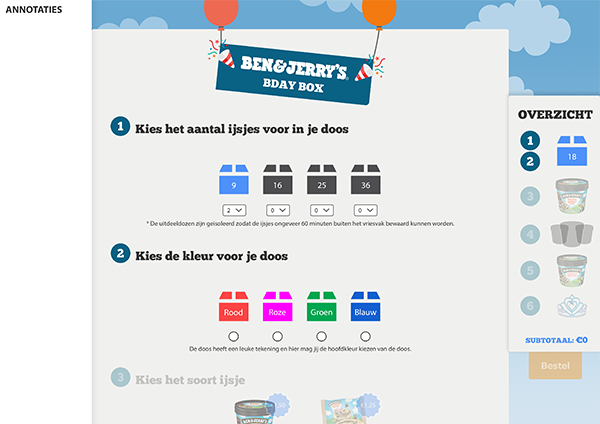 ANNOTATIES
BEN&JERRY'S
BDAY BOX
1 Kies het aantal ijsjes voor in je doos
9 16 25 36
2 0 0 0
* De uitdeeldozen zijn geïsoleerd zodat de ijsjes ongeveer 60 minuten buiten het vriesvak bewaard kunnen worden.
2 Kies de kleur voor je doos
Rood Roze Groen Blauw
De doos heeft een leuke tekening en hier mag jij de hoofdkleur kiezen van de doos.
3 Kies het soort ijsje
OVERZICHT
1
2
18
3
4
5
6
SUBTOTAAL: €0
Bestel